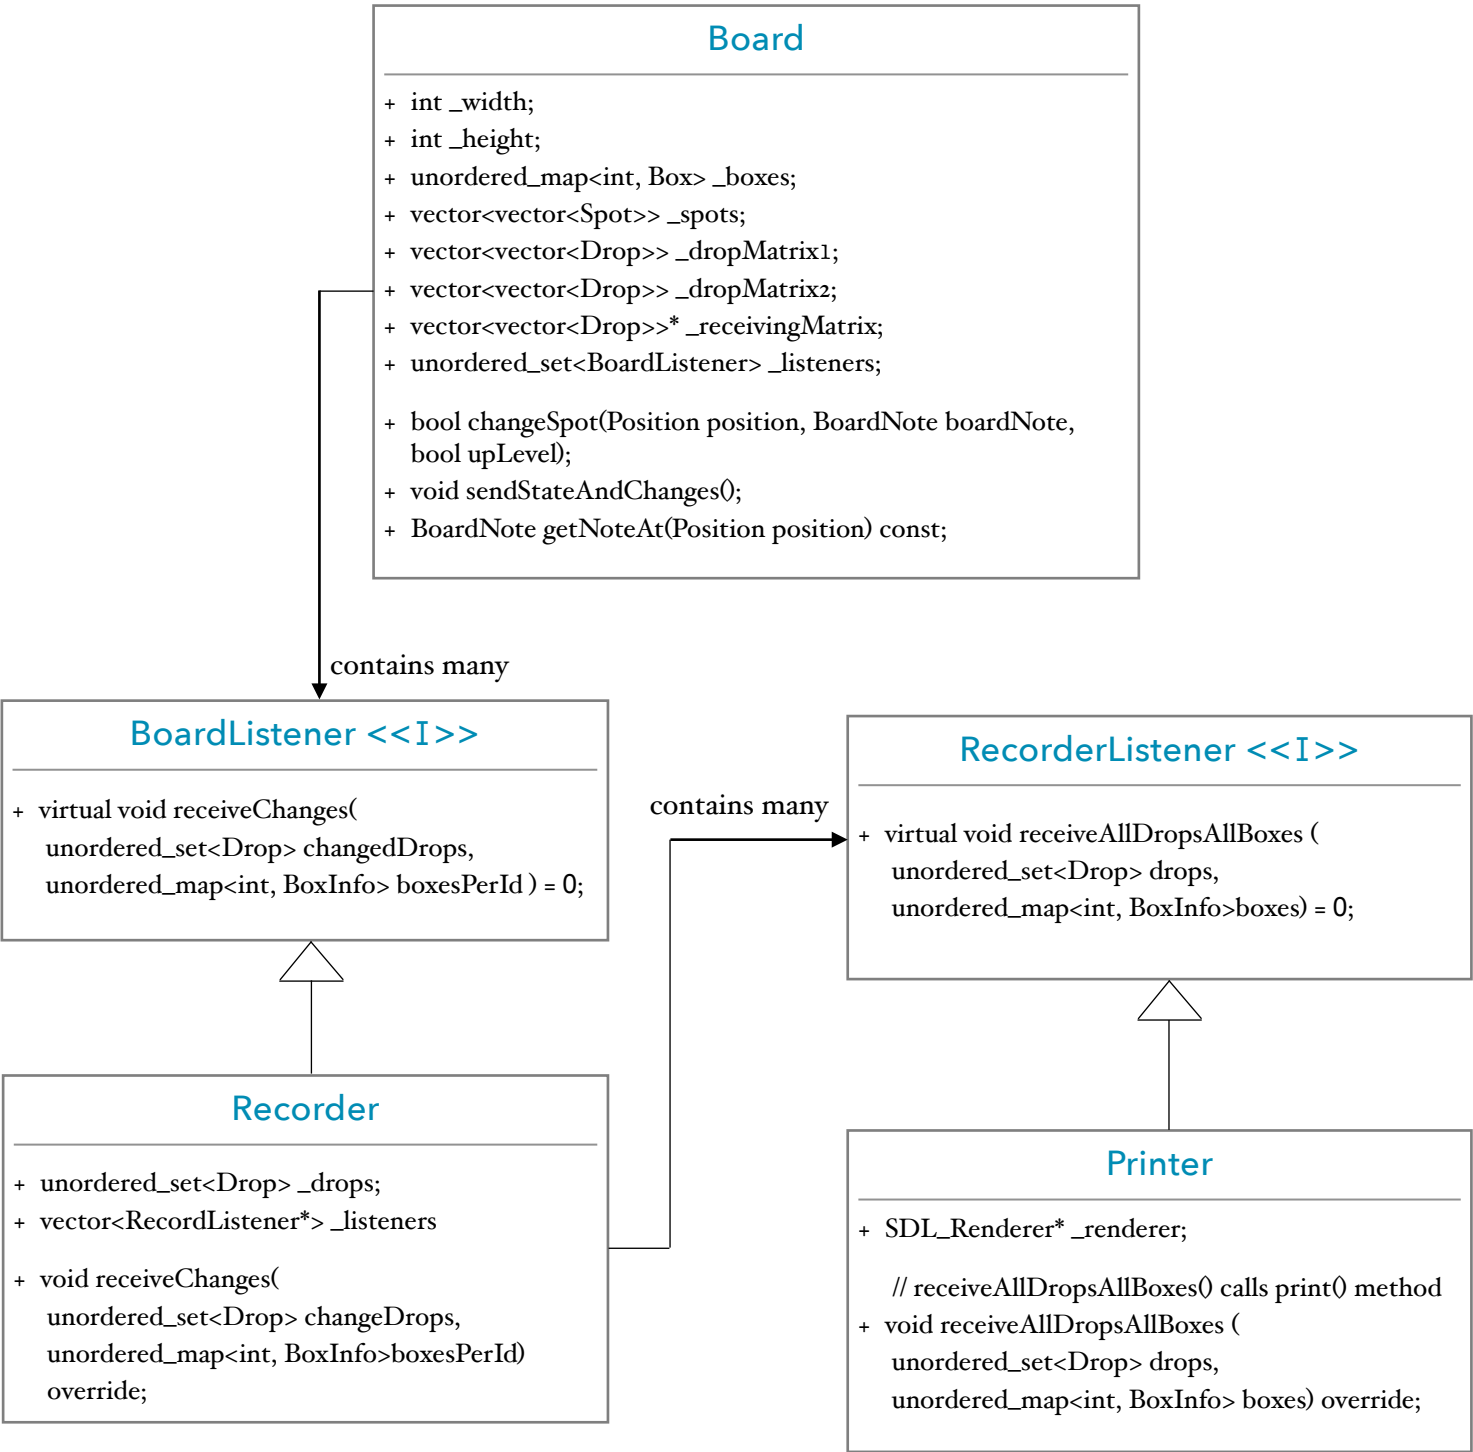 Board
+ int _width;
+ int _height;
+ unordered_map<int, Box> _boxes;
+ vector<vector<Spot>> _spots;
+ vector<vector<Drop>> _dropMatrix1;
+ vector<vector<Drop>> _dropMatrix2;
+ vector<vector<Drop>>* _receivingMatrix;
+ unordered_set<BoardListener> _listeners;
+ bool changeSpot(Position position, BoardNote boardNote,
bool upLevel);
+ void sendStateAndChanges();
+ BoardNote getNoteAt(Position position) const;
contains many
BoardListener <<I>>
+ virtual void receiveChanges(
unordered_set<Drop> changedDrops,
unordered_map<int, BoxInfo> boxesPerId ) = 0;
contains many
RecorderListener <<I>>
+ virtual void receiveAllDropsAllBoxes (
unordered_set<Drop> drops,
unordered_map<int, BoxInfo>boxes) = 0;
Recorder
+ unordered_set<Drop> _drops;
+ vector<RecordListener*> _listeners
+ void receiveChanges(
unordered_set<Drop> changeDrops,
unordered_map<int, BoxInfo>boxesPerId)
override;
Printer
+ SDL_Renderer* _renderer;
// receiveAllDropsAllBoxes() calls print() method
+ void receiveAllDropsAllBoxes (
unordered_set<Drop> drops,
unordered_map<int, BoxInfo> boxes) override;